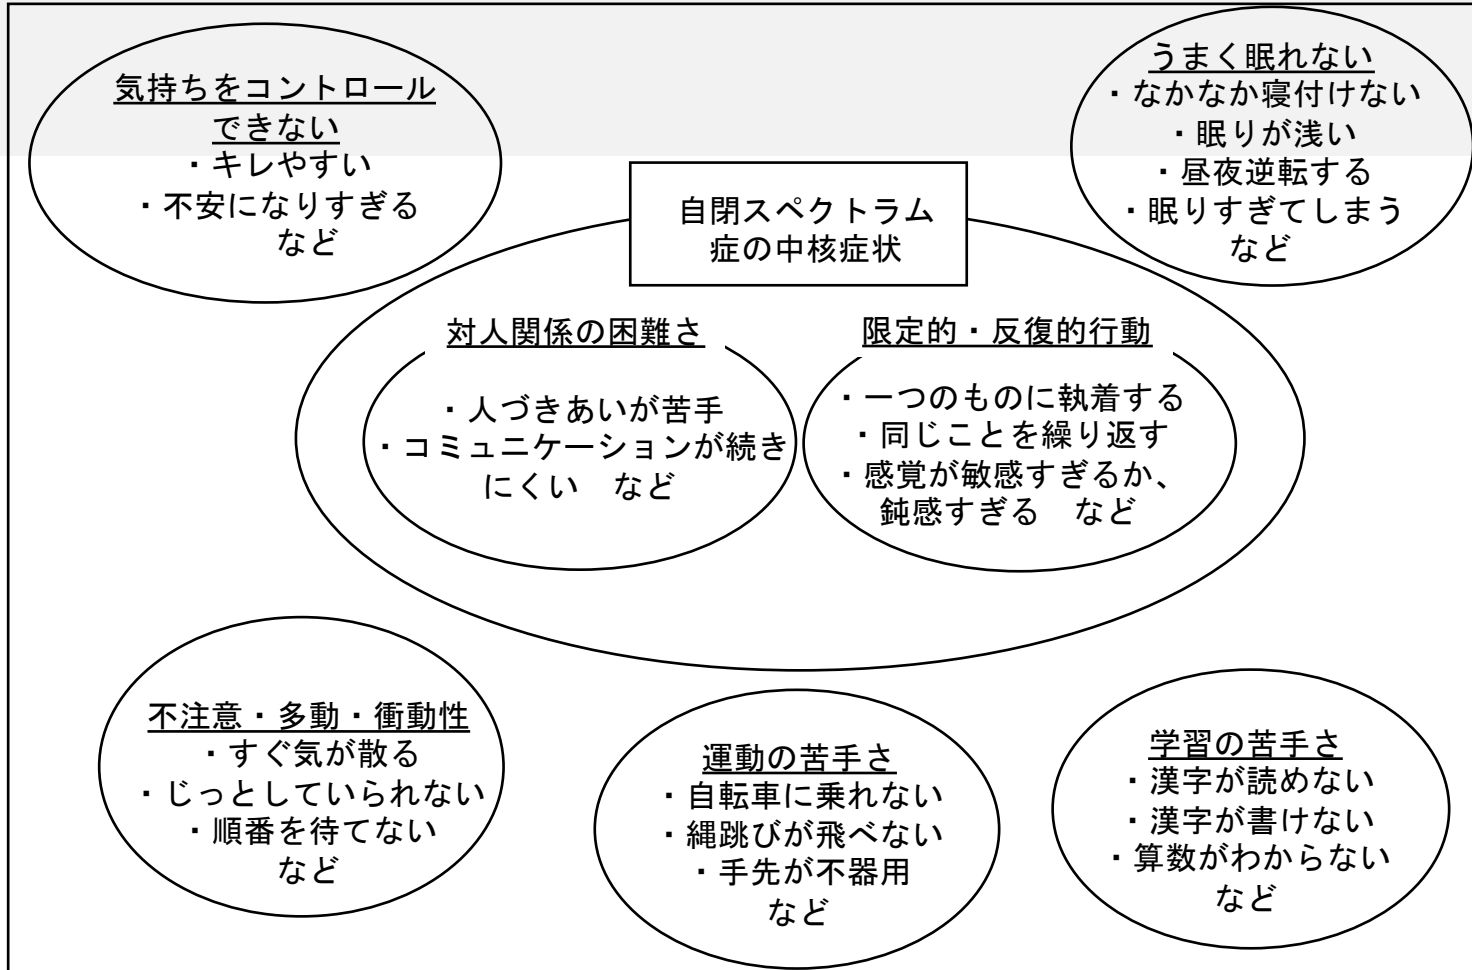 気持ちをコントロール
できない
・キレやすい
・不安になりすぎる
など
うまく眠れない
・なかなか寝付けない
・眠りが浅い
・昼夜逆転する
・眠りすぎてしまう
など
自閉スペクトラム
症の中核症状
対人関係の困難さ
・人づきあいが苦手
・コミュニケーションが続き
にくい　など
限定的・反復的行動
・一つのものに執着する
・同じことを繰り返す
・感覚が敏感すぎるか、
鈍感すぎる　など
不注意・多動・衝動性
・すぐ気が散る
・じっとしていられない
・順番を待てない
など
運動の苦手さ
・自転車に乗れない
・縄跳びが飛べない
・手先が不器用
など
学習の苦手さ
・漢字が読めない
・漢字が書けない
・算数がわからない
など